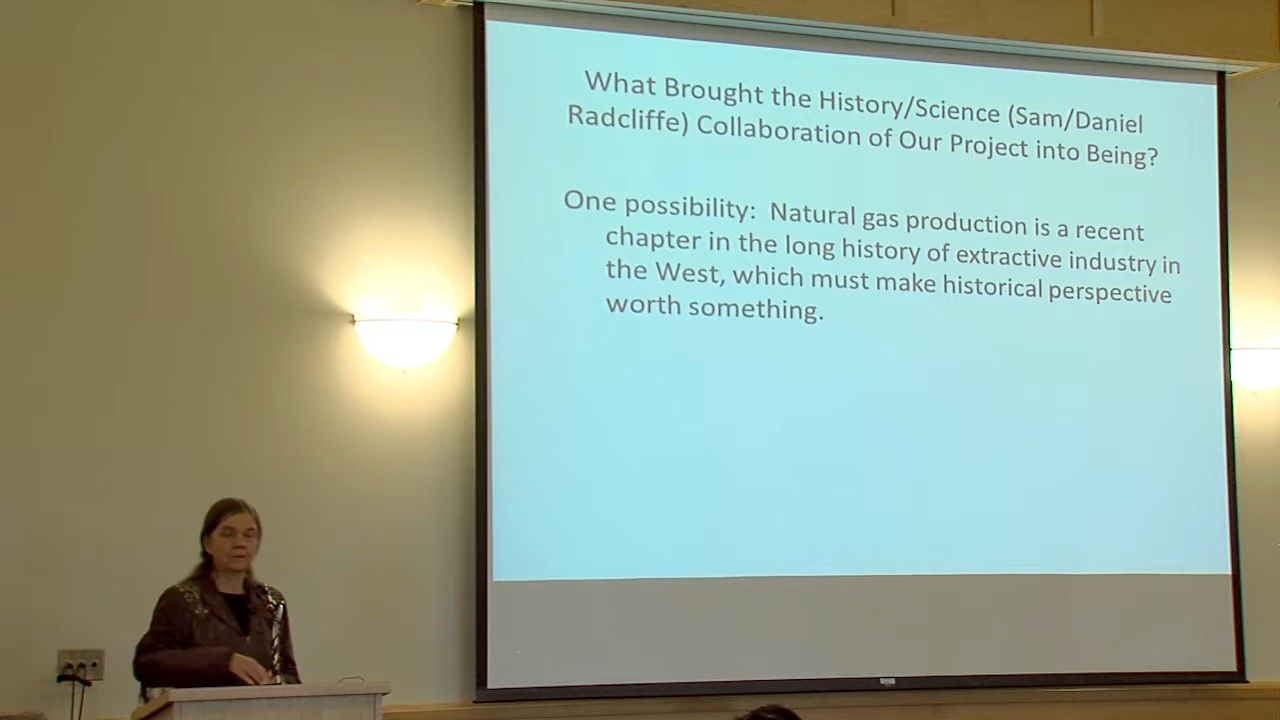 What Brought the History/Science (Sam/Daniel
Radcliffe) Collaboration of Our Project into Being?
One possibility:  Natural gas production is a recent
chapter in the long history of extractive industry in
the West, which must make historical perspective
worth something.